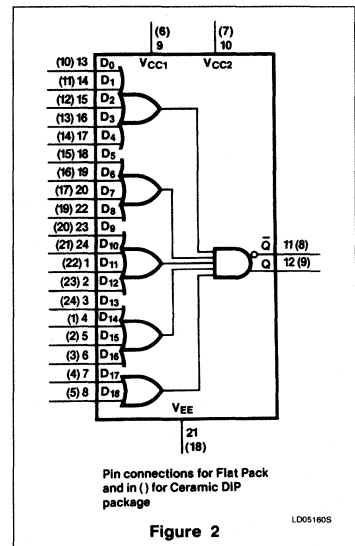 (6) (7)
9 10
VCC1 VCC2
(10) 13 D0
(11) 14 D1
(12) 15 D2
(13) 16 D3
(14) 17 D4
(15) 18 D5
(16) 19 D6
(17) 20 D7
(19) 22 D8
(20) 23 D9
(21) 24 D10
(22) 1 D11
(23) 2 D12
(24) 3 D13
(1) 4 D14
(2) 5 D15
(3) 6 D16
(4) 7 D17
(5) 8 D18
Q̅ 11 (8)
Q 12 (9)
VEE
21
(18)
Pin connections for Flat Pack
and in () for Ceramic DIP
package
LD05160S
Figure 2